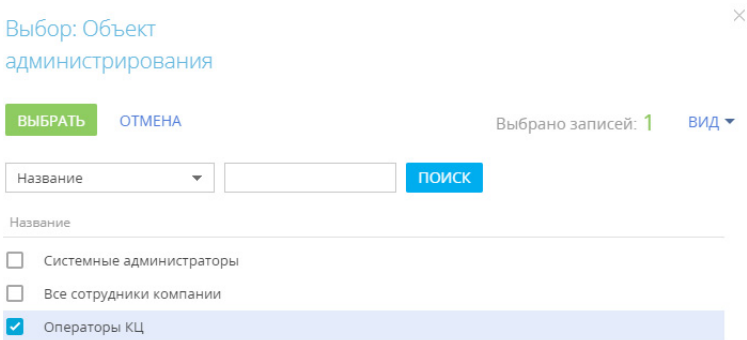 Выбор: Объект
администрирования
ВЫБРАТЬ ОТМЕНА Выбрано записей: 1 ВИД
Название ПОИСК
Название
Системные администраторы
Все сотрудники компании
Операторы КЦ